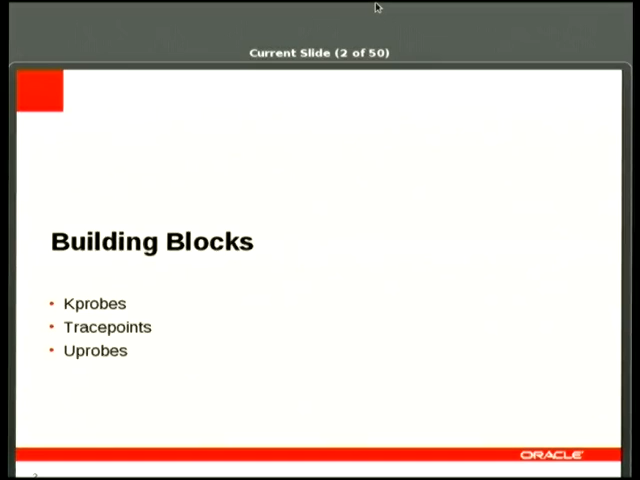 Current Slide (2 of 50)
Building Blocks
• Kprobes
• Tracepoints
• Uprobes
ORACLE